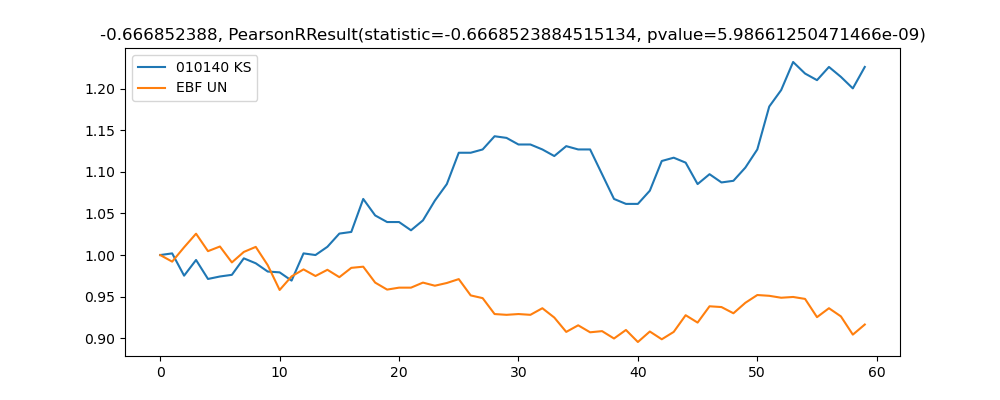 -0.666852388, PearsonRResult(statistic=-0.6668523884515134, pvalue=5.98661250471466e-09)
010140 KS
EBF UN
1.20
1.15
1.10
1.05
1.00
0.95
0.90
0 10 20 30 40 50 60